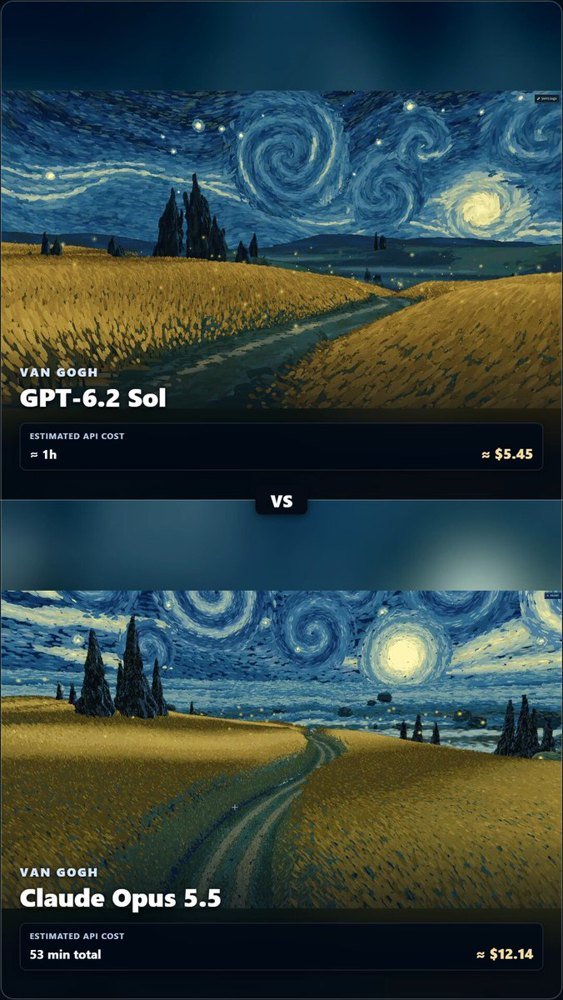 VAN GOGH
GPT-6.2 Sol
ESTIMATED API COST
≈ 1h
≈ $5.45
VS
VAN GOGH
Claude Opus 5.5
ESTIMATED API COST
53 min total
≈ $12.14